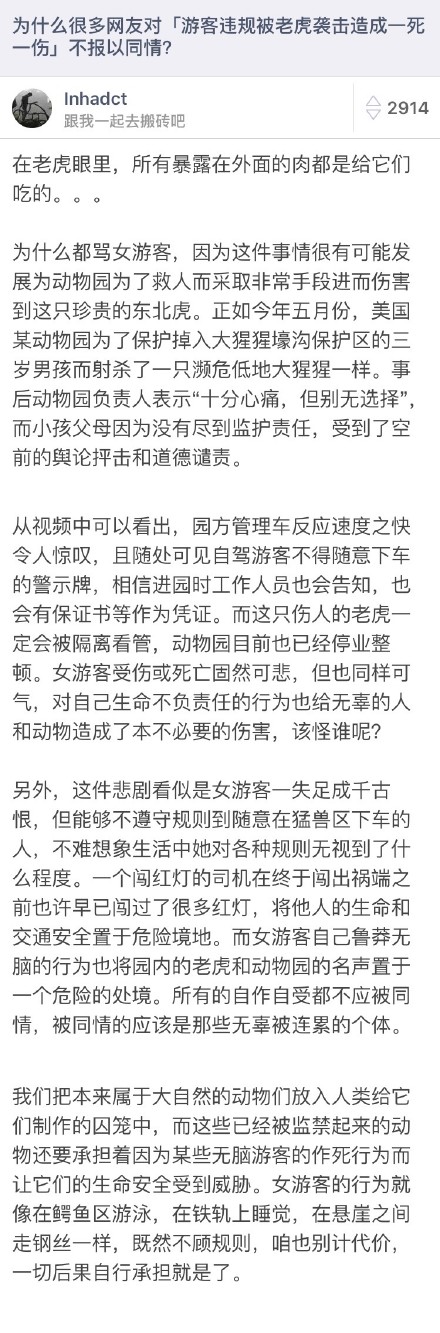 为什么很多网友对「游客违规被老虎袭击造成一死
一伤」不报以同情?
Inhadct
跟我一起去搬砖吧
2914
在老虎眼里，所有暴露在外面的肉都是给它们
吃的。。。
为什么都骂女游客，因为这件事情很有可能发
展为动物园为了救人而采取非常手段进而伤害
到这只珍贵的东北虎。正如今年五月份，美国
某动物园为了保护掉入大猩猩壕沟保护区的三
岁男孩而射杀了一只濒危低地大猩猩一样。事
后动物园负责人表示“十分心痛，但别无选择”，
而小孩父母因为没有尽到监护责任，受到了空
前的舆论抨击和道德谴责。
从视频中可以看出，园方管理车反应速度之快
令人惊叹，且随处可见自驾游客不得随意下车
的警示牌，相信进园时工作人员也会告知，也
会有保证书等作为凭证。而这只伤人的老虎一
定会被隔离看管，动物园目前也已经停业整
顿。女游客受伤或死亡固然可悲，但也同样可
气，对自己生命不负责任的行为也给无辜的人
和动物造成了本不必要的伤害，该怪谁呢?
另外，这件悲剧看似是女游客一失足成千古
恨，但能够不遵守规则到随意在猛兽区下车的
人，不难想象生活中她对各种规则无视到了什
么程度。一个闯红灯的司机在终于闯出祸端之
前也许早已闯过了很多红灯，将他人的生命和
交通安全置于危险境地。而女游客自己鲁莽无
脑的行为也将园内的老虎和动物园的名声置于
一个危险的处境。所有的自作自受都不应被同
情，被同情的应该是那些无辜被连累的个体。
我们把本来属于大自然的动物们放入人类给它
们制作的囚笼中，而这些已经被监禁起来的动
物还要承担着因为某些无脑游客的作死行为而
让它们的生命安全受到威胁。女游客的行为就
像在鳄鱼区游泳，在铁轨上睡觉，在悬崖之间
走钢丝一样，既然不顾规则，咱也别计代价，
一切后果自行承担就是了。